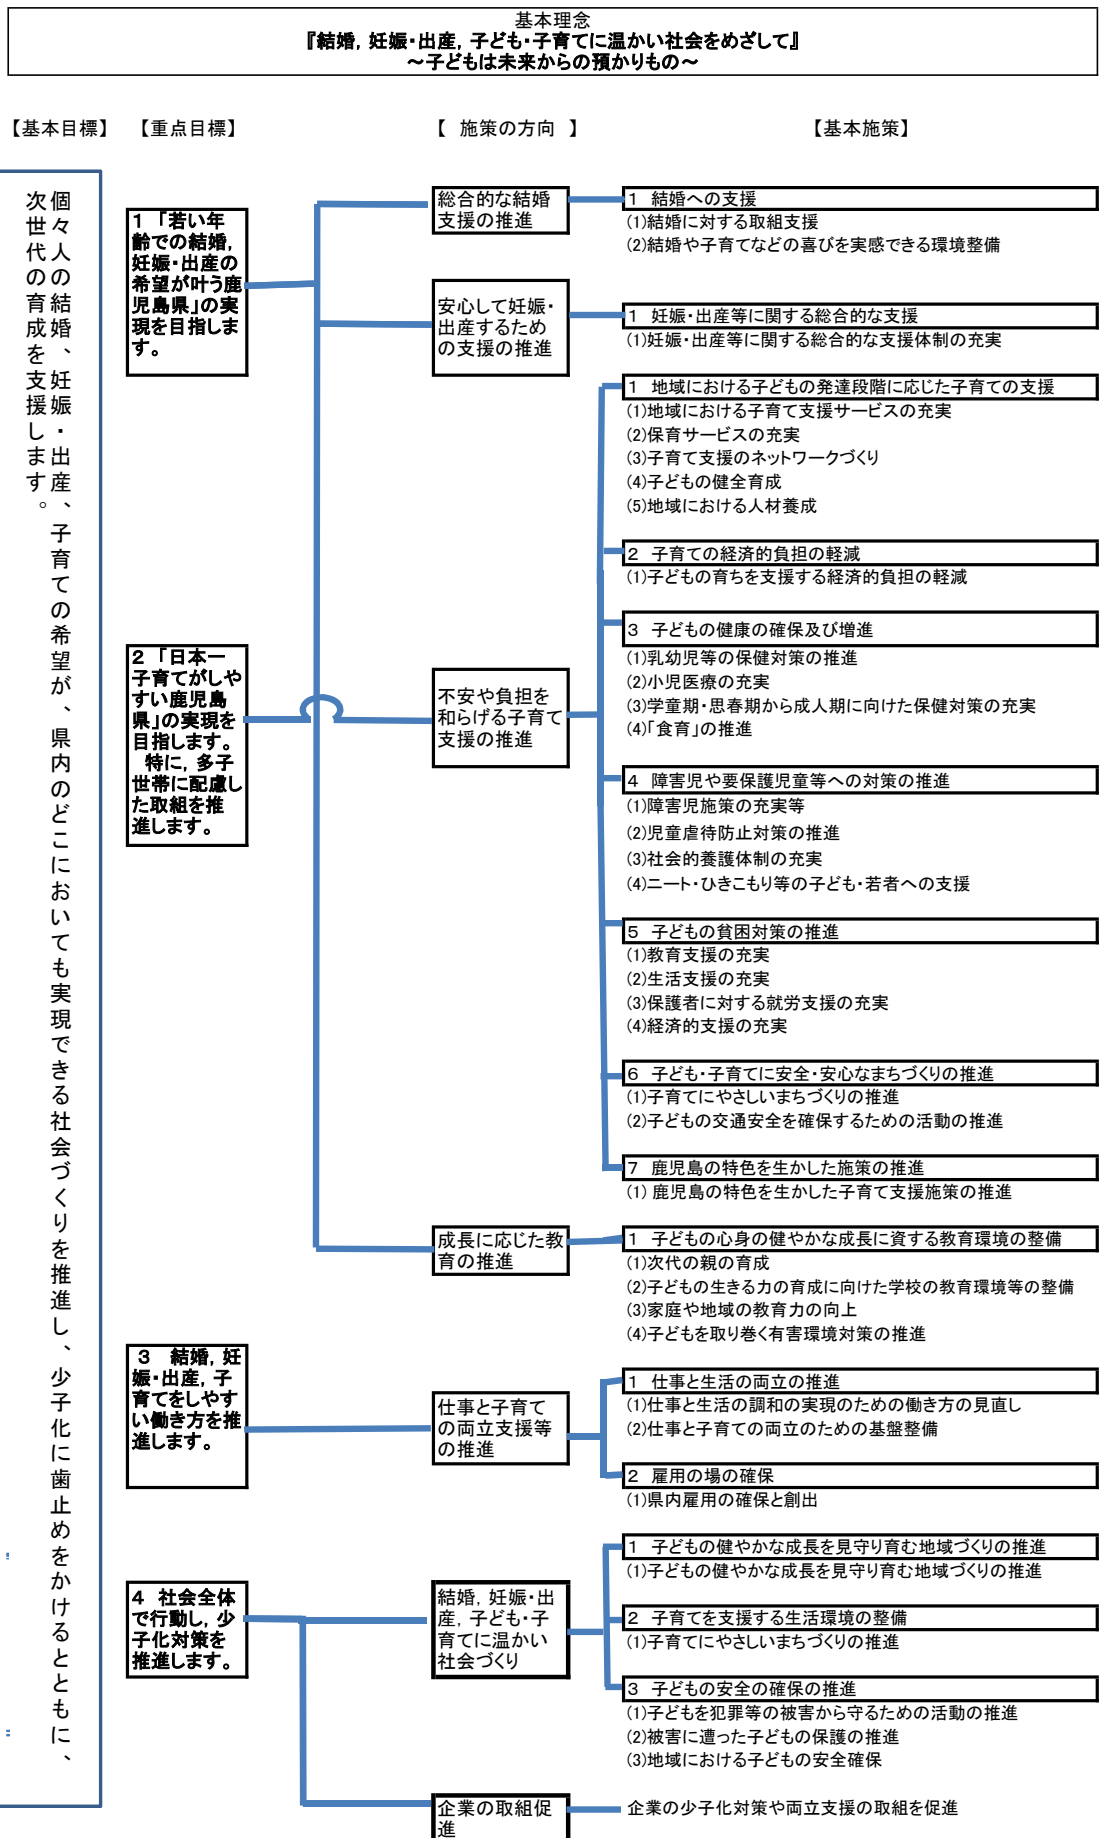 基本理念
『結婚，妊娠・出産，子ども・子育てに温かい社会をめざして』
～子どもは未来からの預かりもの～
【基本目標】 【重点目標】 【 施策の方向 】 【基本施策】
個々人の結婚、妊娠・出産、子育ての希望が、県内のどこにおいても実現できる社会づくりを推進し、少子化に歯止めをかけるとともに、
次世代の育成を支援します。
1 「若い年
齢での結婚，
妊娠・出産の
希望が叶う鹿
児島県」の実
現を目指しま
す。
総合的な結婚
支援の推進
1 結婚への支援
(1)結婚に対する取組支援
(2)結婚や子育てなどの喜びを実感できる環境整備
安心して妊娠・
出産するため
の支援の推進
1 妊娠・出産等に関する総合的な支援
(1)妊娠・出産等に関する総合的な支援体制の充実
2 「日本一
子育てがしや
すい鹿児島
県」の実現を
目指します。
特に，多子
世帯に配慮し
た取組を推
進します。
不安や負担を
和らげる子育て
支援の推進
1 地域における子どもの発達段階に応じた子育ての支援
(1)地域における子育て支援サービスの充実
(2)保育サービスの充実
(3)子育て支援のネットワークづくり
(4)子どもの健全育成
(5)地域における人材養成
2 子育ての経済的負担の軽減
(1)子どもの育ちを支援する経済的負担の軽減
3 子どもの健康の確保及び増進
(1)乳幼児等の保健対策の推進
(2)小児医療の充実
(3)学童期・思春期から成人期に向けた保健対策の充実
(4)「食育」の推進
4 障害児や要保護児童等への対策の推進
(1)障害児施策の充実等
(2)児童虐待防止対策の推進
(3)社会的養護体制の充実
(4)ニート・ひきこもり等の子ども・若者への支援
5 子どもの貧困対策の推進
(1)教育支援の充実
(2)生活支援の充実
(3)保護者に対する就労支援の充実
(4)経済的支援の充実
6 子ども・子育てに安全・安心なまちづくりの推進
(1)子育てにやさしいまちづくりの推進
(2)子どもの交通安全を確保するための活動の推進
7 鹿児島の特色を生かした施策の推進
(1) 鹿児島の特色を生かした子育て支援施策の推進
成長に応じた教
育の推進
1 子どもの心身の健やかな成長に資する教育環境の整備
(1)次代の親の育成
(2)子どもの生きる力の育成に向けた学校の教育環境等の整備
(3)家庭や地域の教育力の向上
(4)子どもを取り巻く有害環境対策の推進
3 結婚，妊
娠・出産，子
育てをしやす
い働き方を推
進します。
仕事と子育て
の両立支援等
の推進
1 仕事と生活の両立の推進
(1)仕事と生活の調和の実現のための働き方の見直し
(2)仕事と子育ての両立のための基盤整備
2 雇用の場の確保
(1)県内雇用の確保と創出
4 社会全体
で行動し，少
子化対策を
推進します。
結婚，妊娠・出
産，子ども・子
育てに温かい
社会づくり
1 子どもの健やかな成長を見守り育む地域づくりの推進
(1)子どもの健やかな成長を見守り育む地域づくりの推進
2 子育てを支援する生活環境の整備
(1)子育てにやさしいまちづくりの推進
3 子どもの安全の確保の推進
(1)子どもを犯罪等の被害から守るための活動の推進
(2)被害に遭った子どもの保護の推進
(3)地域における子どもの安全確保
企業の取組促
進
企業の少子化対策や両立支援の取組を促進